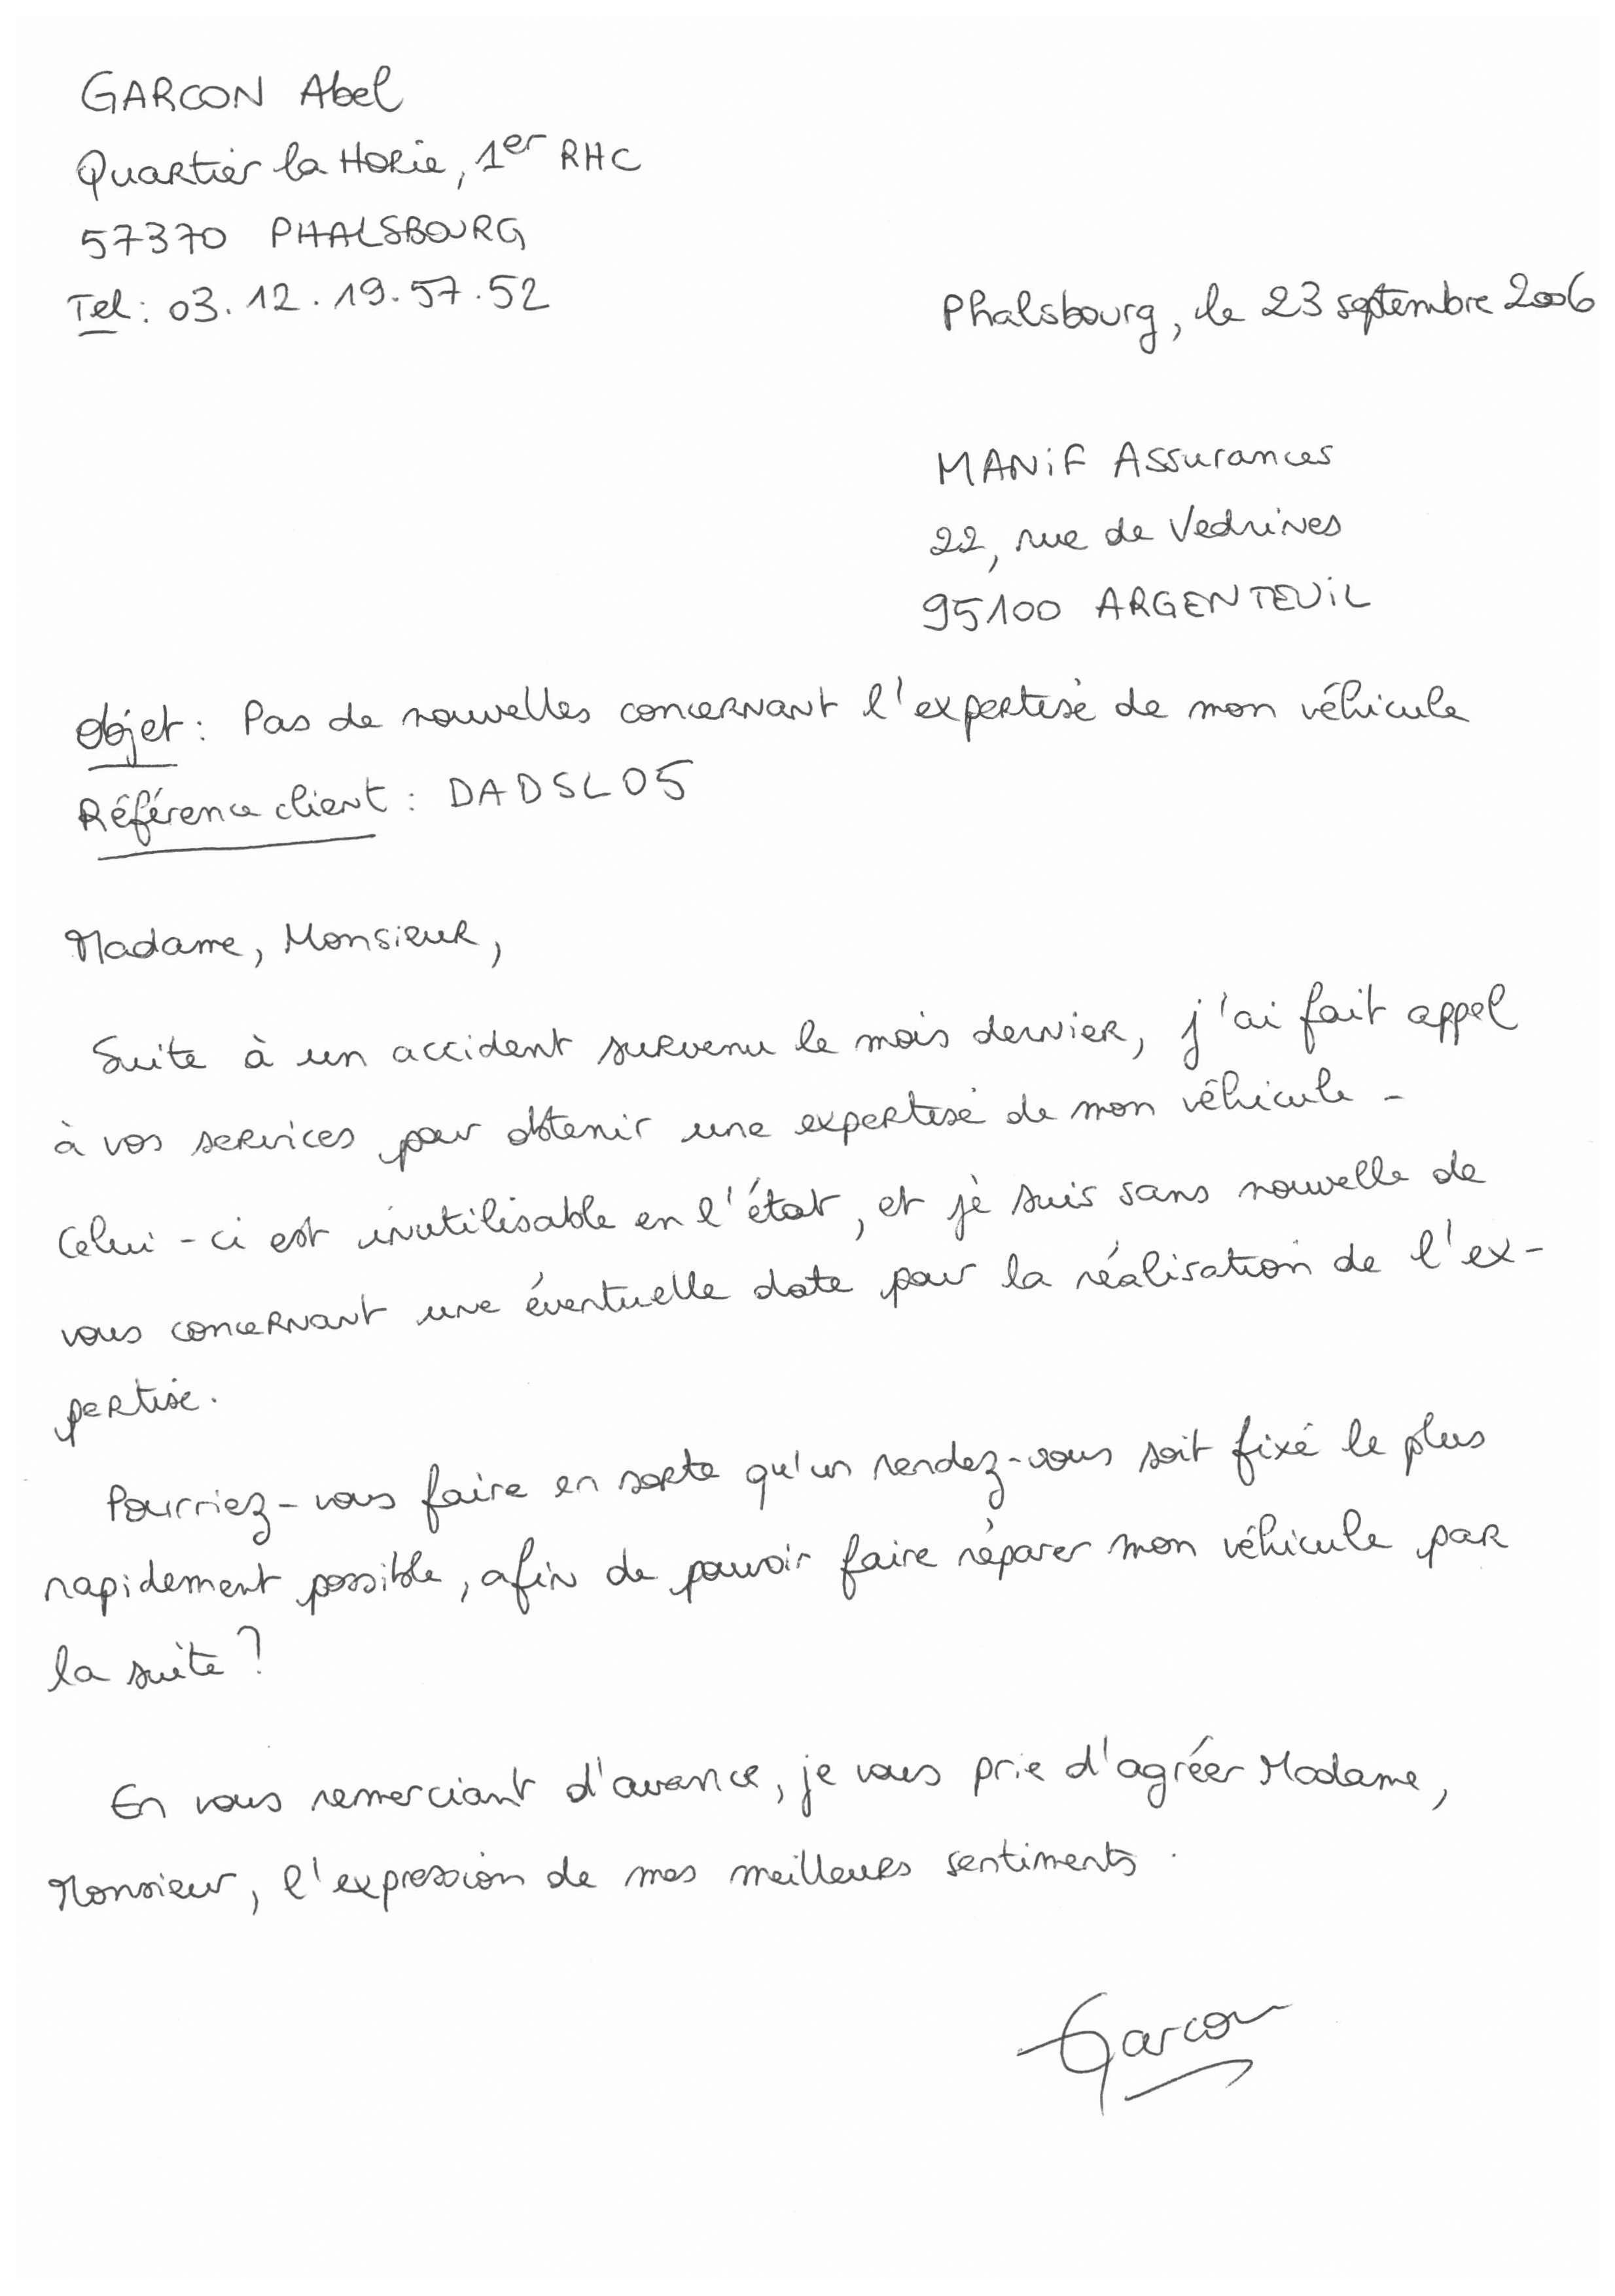 GARCON Abel
Quartier la Horie, 1er RHC
57370 PHALSBOURG
Tel : 03.12.19.57.52
Phalsbourg, le 23 septembre 2006
MANiF Assurances
22, rue de Vedrines
95100 ARGENTEUiL
Objet : Pas de nouvelles concernant l'expertise de mon véhicule
Référence client : DADSL05
Madame, Monsieur,
Suite à un accident survenu le mois dernier, j'ai fait appel
à vos services pour obtenir une expertise de mon véhicule.
Celui-ci est inutilisable en l'état, et je suis sans nouvelle de
vous concernant une éventuelle date pour la réalisation de l'ex-
pertise.
Pourriez-vous faire en sorte qu'un rendez-vous soit fixé le plus
rapidement possible, afin de pouvoir faire réparer mon véhicule par
la suite ?
En vous remerciant d'avance, je vous prie d'agréer Madame,
Monsieur, l'expression de mes meilleurs sentiments.
Garcon